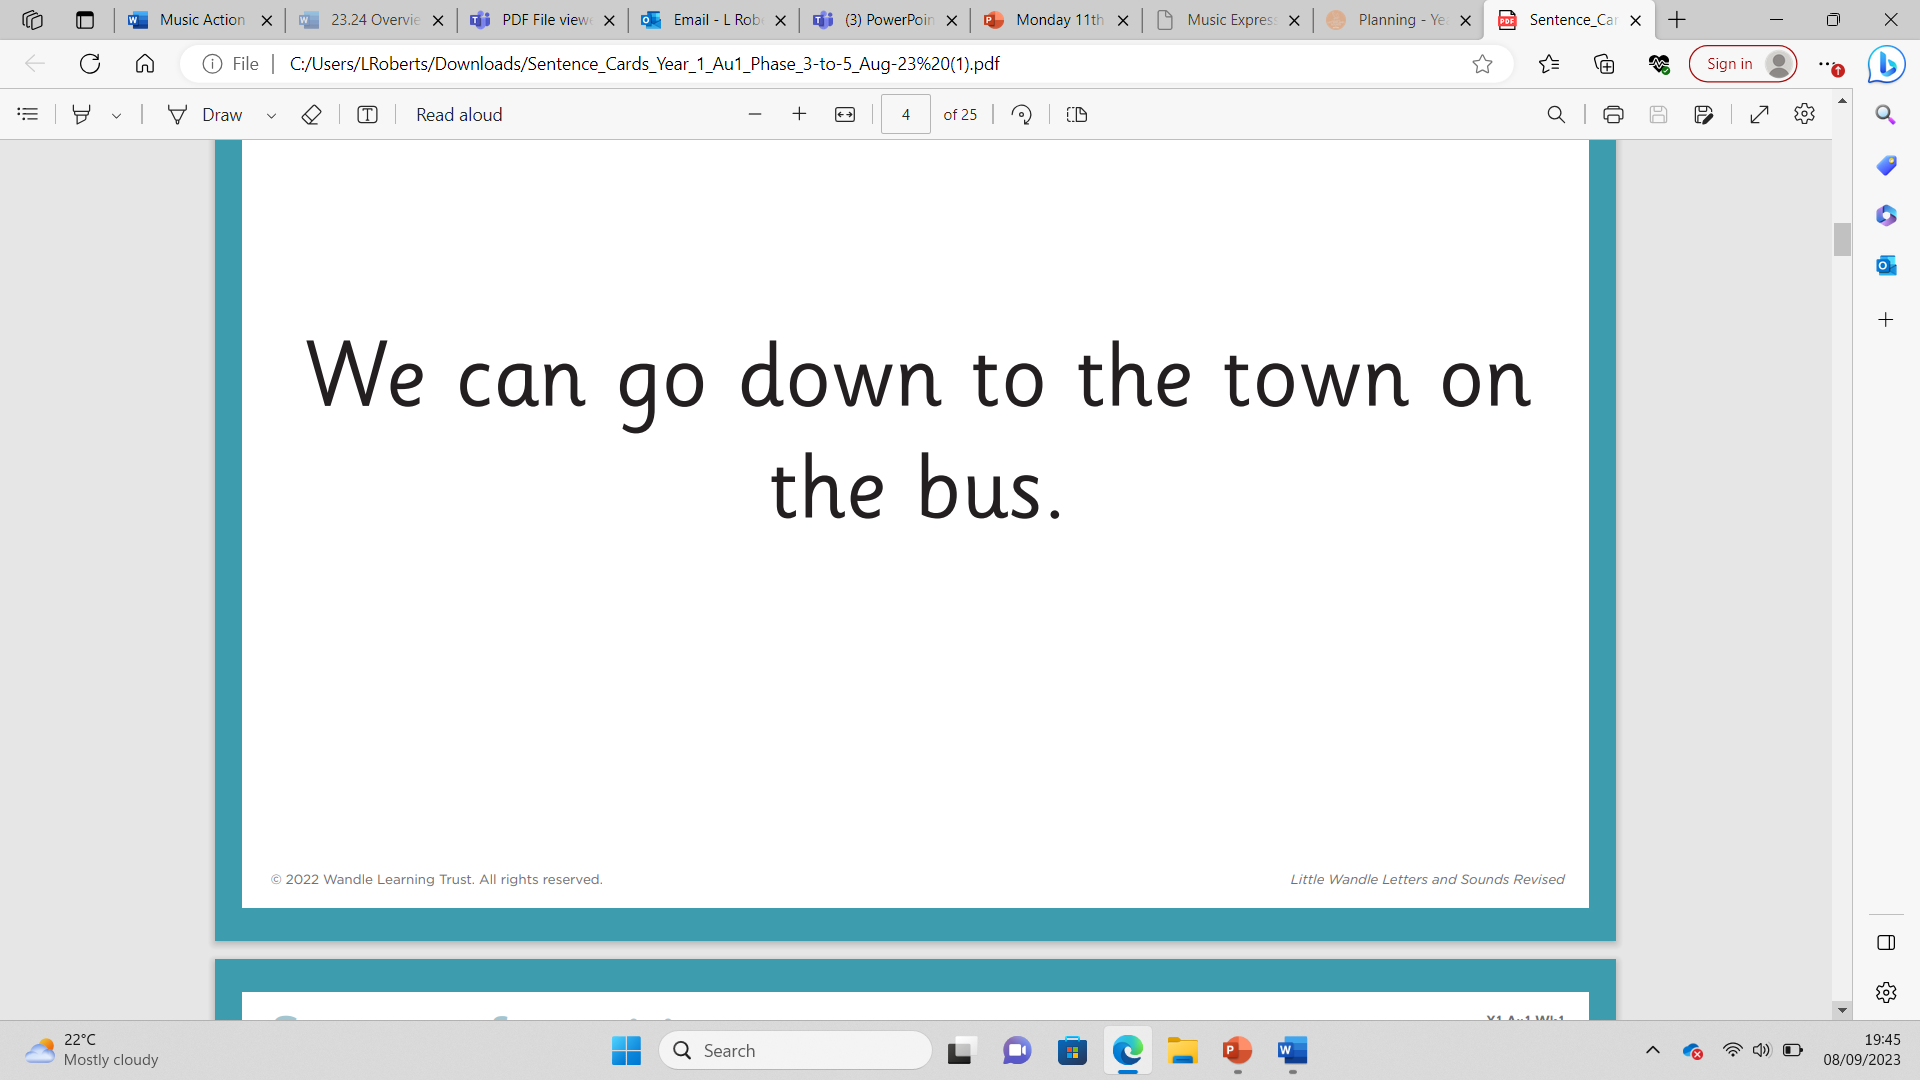 Music Action
23.24 Overvie
PDF File viewe
Email - L Robe
(3) PowerPoin
Monday 11th
Music Express
Planning - Yea
Sentence_Car
File
C:/Users/LRoberts/Downloads/Sentence_Cards_Year_1_Au1_Phase_3-to-5_Aug-23%20(1).pdf
Sign in
Draw
Read aloud
4 of 25
We can go down to the town on
the bus.
© 2022 Wandle Learning Trust. All rights reserved.
Little Wandle Letters and Sounds Revised
22°C
Mostly cloudy
Search
19:45
08/09/2023